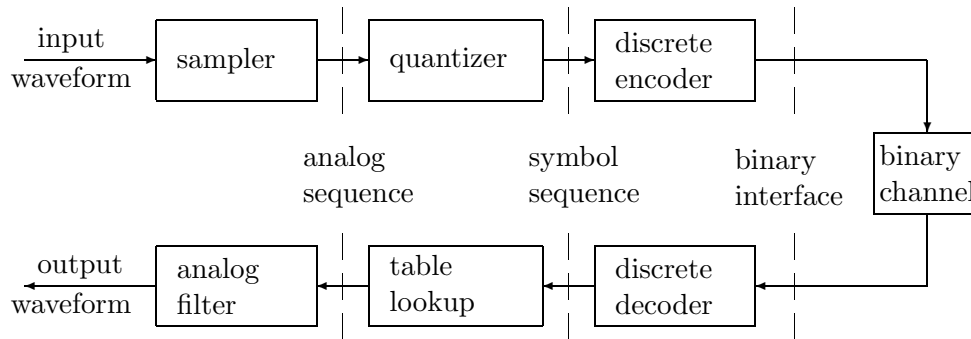 input
waveform
sampler
quantizer
discrete
encoder
analog
sequence
symbol
sequence
binary
interface
binary
channel
output
waveform
analog
filter
table
lookup
discrete
decoder